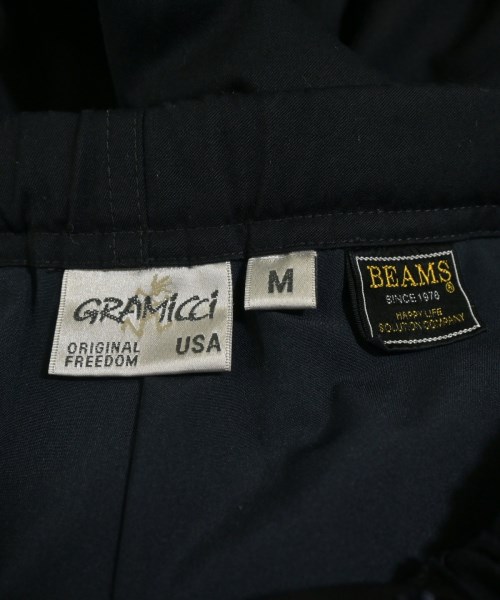 GRAMICCI
ORIGINAL
FREEDOM
USA
M
BEAMS®
SINCE 1976
HAPPY LIFE
SOLUTION COMPANY